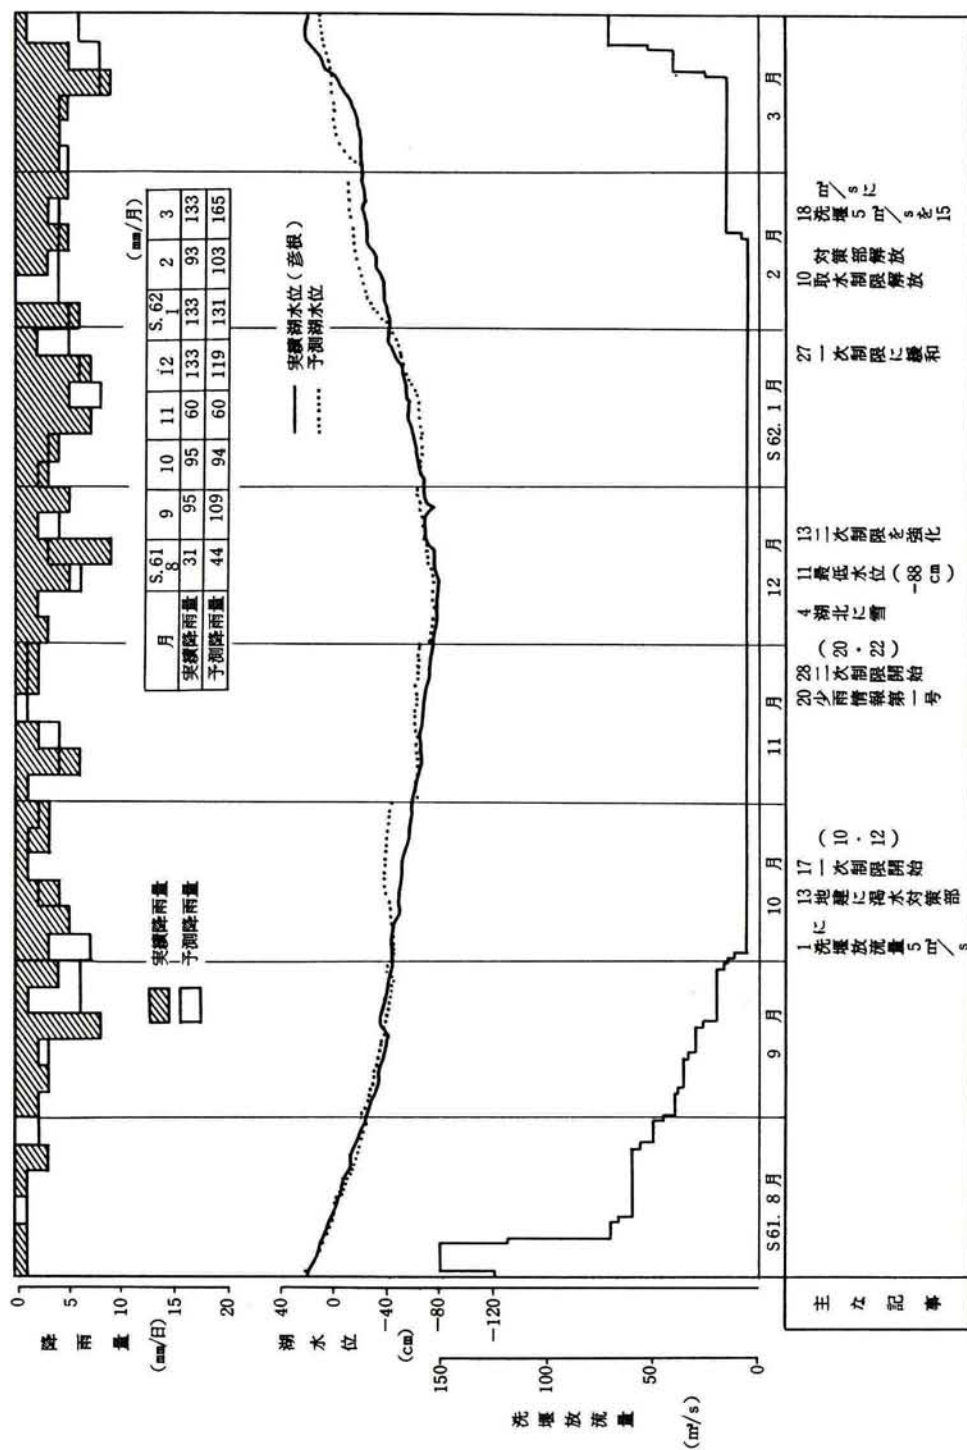 降雨量
(mm/日)
0
5
10
15
20
湖水位
(cm)
40
0
-40
-80
-120
洗堰放流量
(㎥/s)
150
100
50
0
実績降雨量
予測降雨量
(mm/月)
月 S.61 8 9 10 11 12 S.62 1 2 3
実績降雨量 31 95 95 60 133 133 93 133
予測降雨量 44 109 94 60 119 131 103 165
実績湖水位(彦根)
予測湖水位
S61. 8月
9月
10月
11月
12月
S62. 1月
2月
3月
主な記事
1 洗堰放流量5㎥/s
に
13 地建に渇水対策部
17 一次制限開始
(10・12)
20 少雨情報第一号
28 二次制限開始
(20・22)
4 湖北に雪
11 最低水位(-88
cm)
13 二次制限を強化
27 一次制限に緩和
10 取水制限解放
対策部解放
18 洗堰5㎥/sを15
㎥/sに